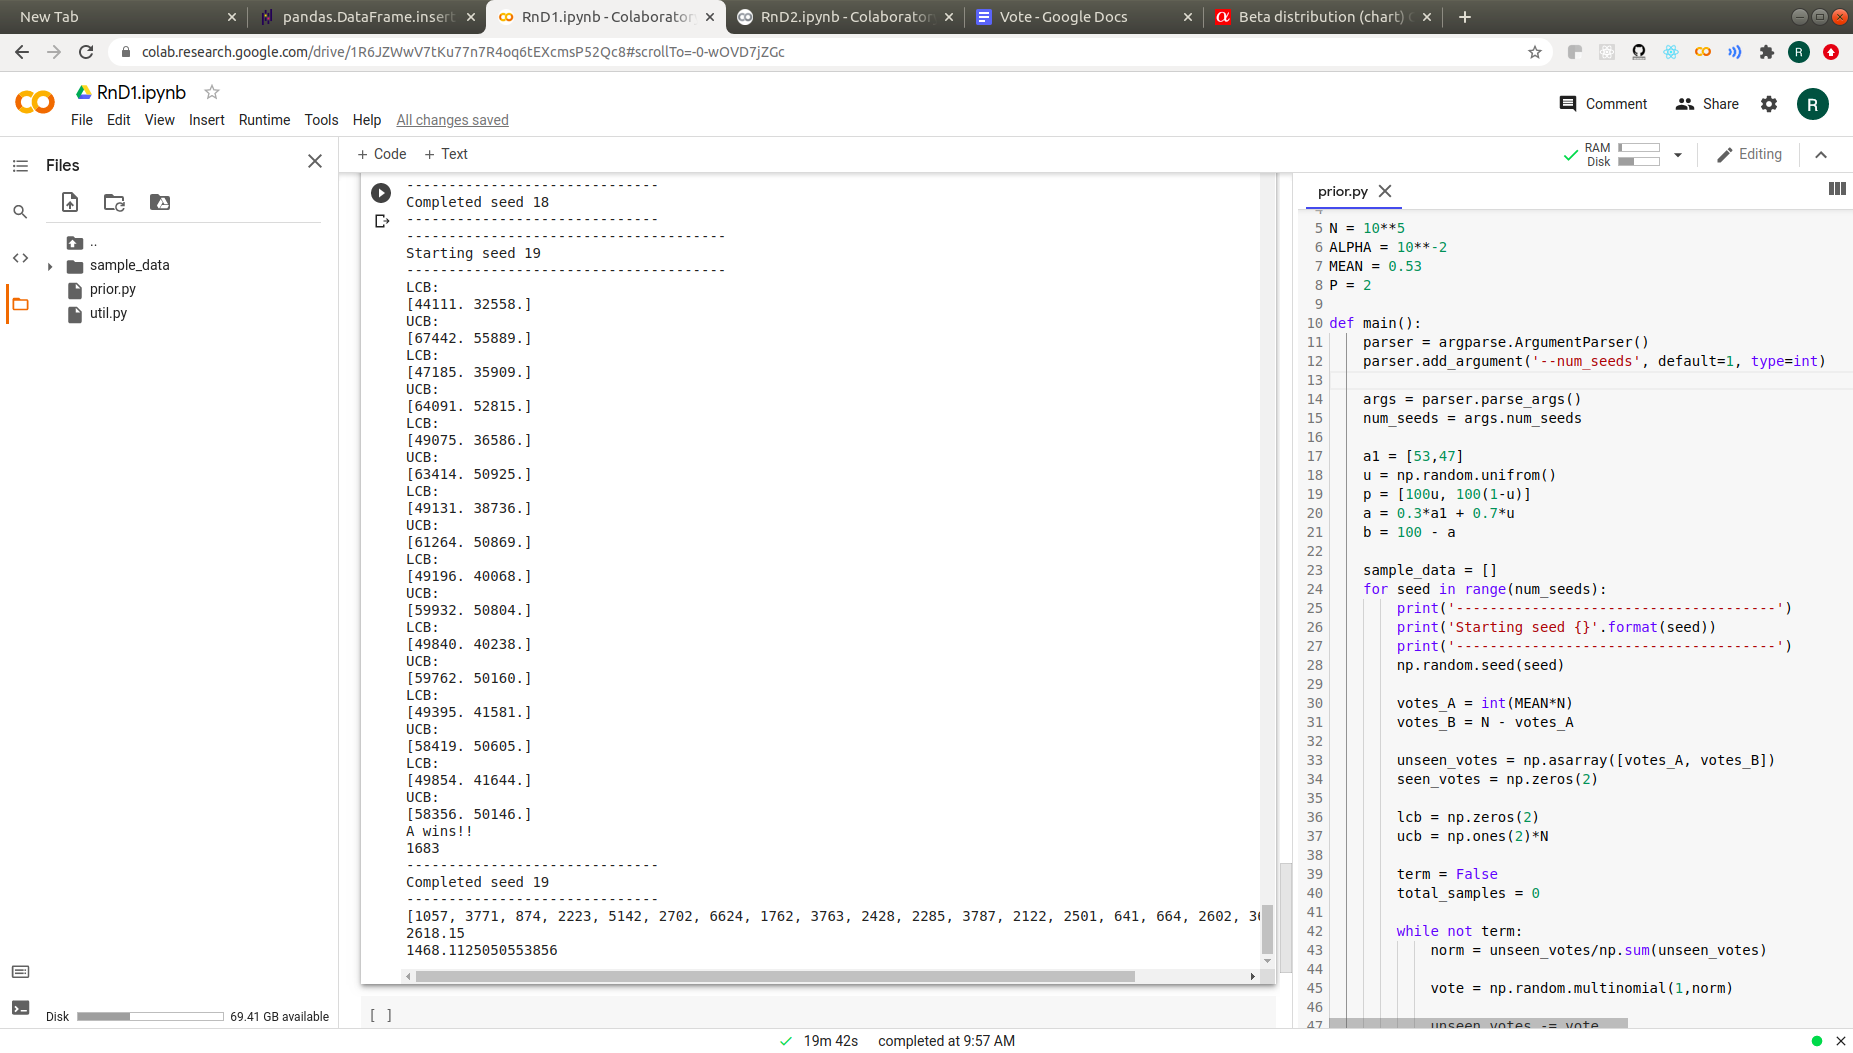 New Tab
pandas.DataFrame.insert
RnD1.ipynb - Colaborator
RnD2.ipynb - Colaborator
Vote - Google Docs
Beta distribution (chart)
colab.research.google.com/drive/1R6JZWwV7tKu77n7R4oq6tEXcmsP52Qc8#scrollTo=-0-wOVD7jZGc
R
RnD1.ipynb
File Edit View Insert Runtime Tools Help All changes saved
Comment Share R
Files
+ Code + Text
RAM
Disk
Editing
..
sample_data
prior.py
util.py
Disk 69.41 GB available
------------------------------
Completed seed 18
------------------------------
--------------------------------------
Starting seed 19
--------------------------------------
LCB:
[44111. 32558.]
UCB:
[67442. 55889.]
LCB:
[47185. 35909.]
UCB:
[64091. 52815.]
LCB:
[49075. 36586.]
UCB:
[63414. 50925.]
LCB:
[49131. 38736.]
UCB:
[61264. 50869.]
LCB:
[49196. 40068.]
UCB:
[59932. 50804.]
LCB:
[49840. 40238.]
UCB:
[59762. 50160.]
LCB:
[49395. 41581.]
UCB:
[58419. 50605.]
LCB:
[49854. 41644.]
UCB:
[58356. 50146.]
A wins!!
1683
------------------------------
Completed seed 19
------------------------------
[1057, 3771, 874, 2223, 5142, 2702, 6624, 1762, 3763, 2428, 2285, 3787, 2122, 2501, 641, 664, 2602,
2618.15
1468.1125050553856
[ ]
prior.py
4
5 N = 10**5
6 ALPHA = 10**-2
7 MEAN = 0.53
8 P = 2
9
10 def main():
11 parser = argparse.ArgumentParser()
12 parser.add_argument('--num_seeds', default=1, type=int)
13
14 args = parser.parse_args()
15 num_seeds = args.num_seeds
16
17 a1 = [53,47]
18 u = np.random.unifrom()
19 p = [100u, 100(1-u)]
20 a = 0.3*a1 + 0.7*u
21 b = 100 - a
22
23 sample_data = []
24 for seed in range(num_seeds):
25 print('--------------------------------------')
26 print('Starting seed {}'.format(seed))
27 print('--------------------------------------')
28 np.random.seed(seed)
29
30 votes_A = int(MEAN*N)
31 votes_B = N - votes_A
32
33 unseen_votes = np.asarray([votes_A, votes_B])
34 seen_votes = np.zeros(2)
35
36 lcb = np.zeros(2)
37 ucb = np.ones(2)*N
38
39 term = False
40 total_samples = 0
41
42 while not term:
43 norm = unseen_votes/np.sum(unseen_votes)
44
45 vote = np.random.multinomial(1,norm)
46
47 unseen_votes -= vote
19m 42s completed at 9:57 AM